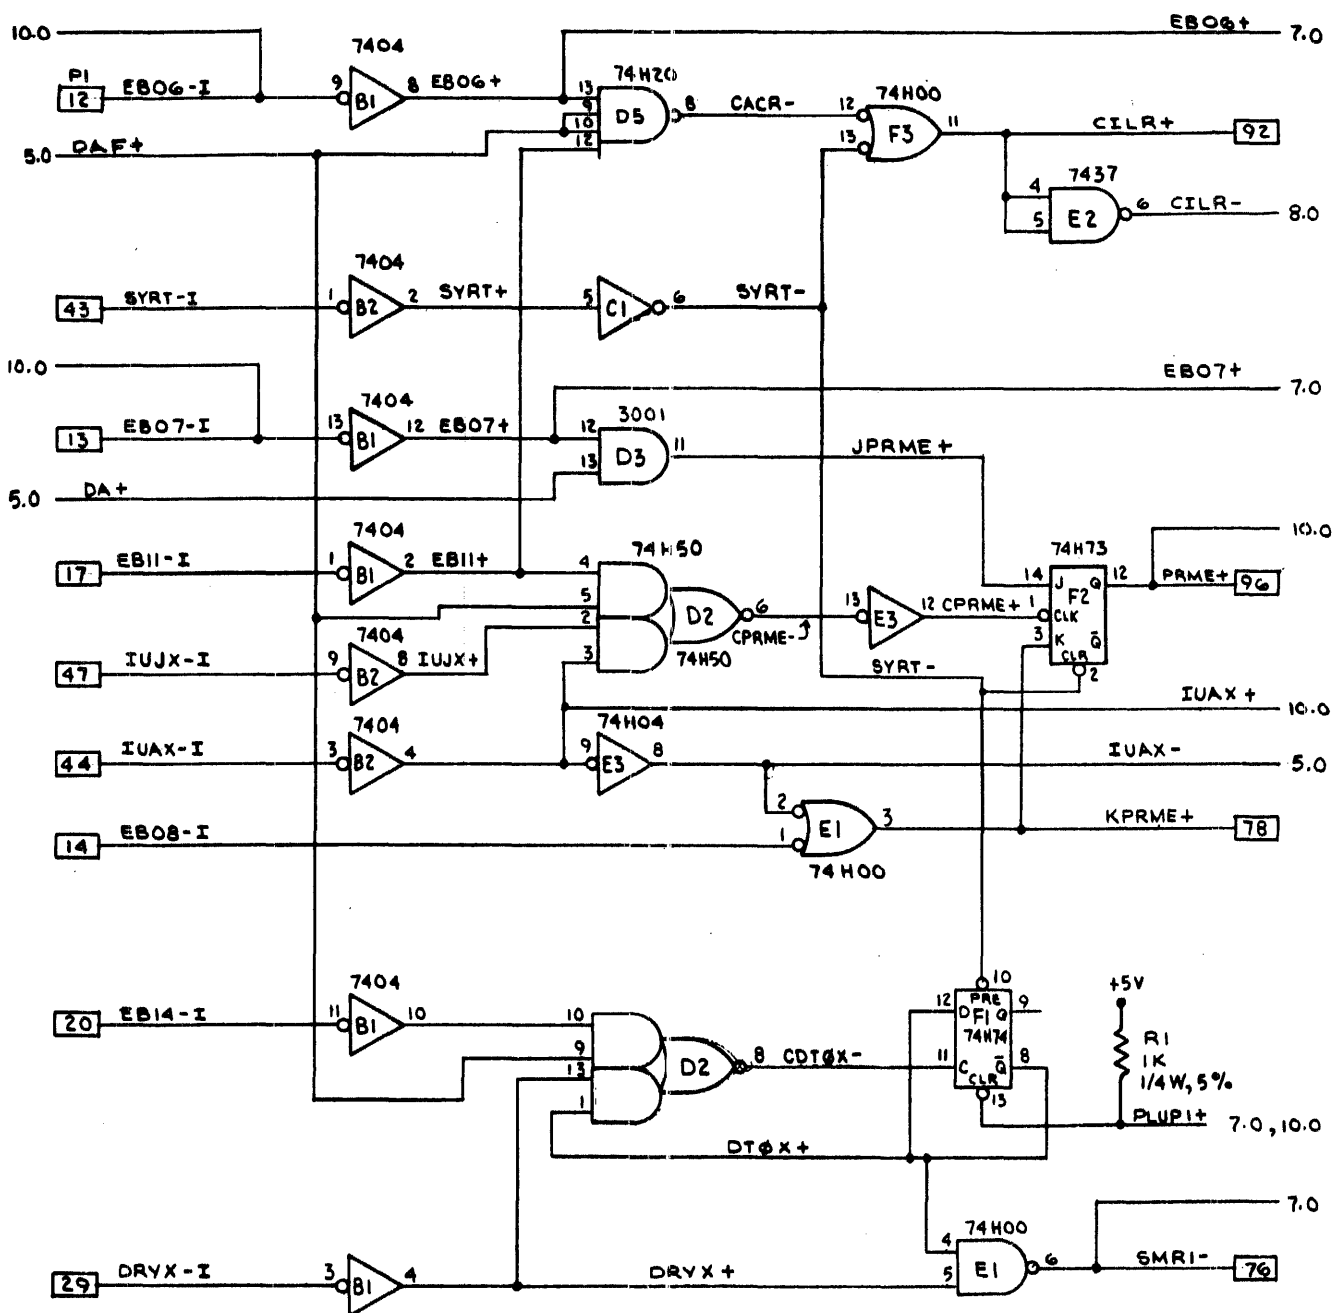 10.0
P1
12 EB06-I
9 7404 B1 8 EB06+
EB06+ 7.0
5.0 DAF+
13 9 10 12 74H20 D5 8 CACR-
12 13 74H00 F3 11 CILR+ 92
4 5 7437 E2 6 CILR- 8.0
43 SYRT-I
1 7404 B2 2 SYRT+
5 C1 6 SYRT-
10.0
13 EB07-I
13 7404 B1 12 EB07+
EB07+ 7.0
5.0 DA+
12 13 3001 D3 11 JPRME+
17 EB11-I
1 7404 B1 2 EB11+
4 5 2 3 74H50 D2 6 74H50
CPRME-
13 E3 12 CPRME+
14 1 3 74H73 J Q F2 CLK K Q̄ CLR 2 12
10.0
PRME+ 96
47 IUJX-I
9 7404 B2 8 IUJX+
SYRT-
IUAX+ 10.0
44 IUAX-I
3 7404 B2 4
9 74H04 E3 8 IUAX- 5.0
14 EB08-I
2 1 E1 3 74H00
KPRME+ 78
20 EB14-I
11 7404 B1 10
10 9 13 1 D2 8 CDTØX-
12 11 10 PRE D F1 Q 9 74H74 C Q̄ 8 CLR 13
+5V
R1
1K
1/4W, 5%
PLUP1+ 7.0, 10.0
DTØX+
29 DRYX-I
3 B1 4 DRYX+
4 5 74H00 E1 6
7.0
SMR1- 76